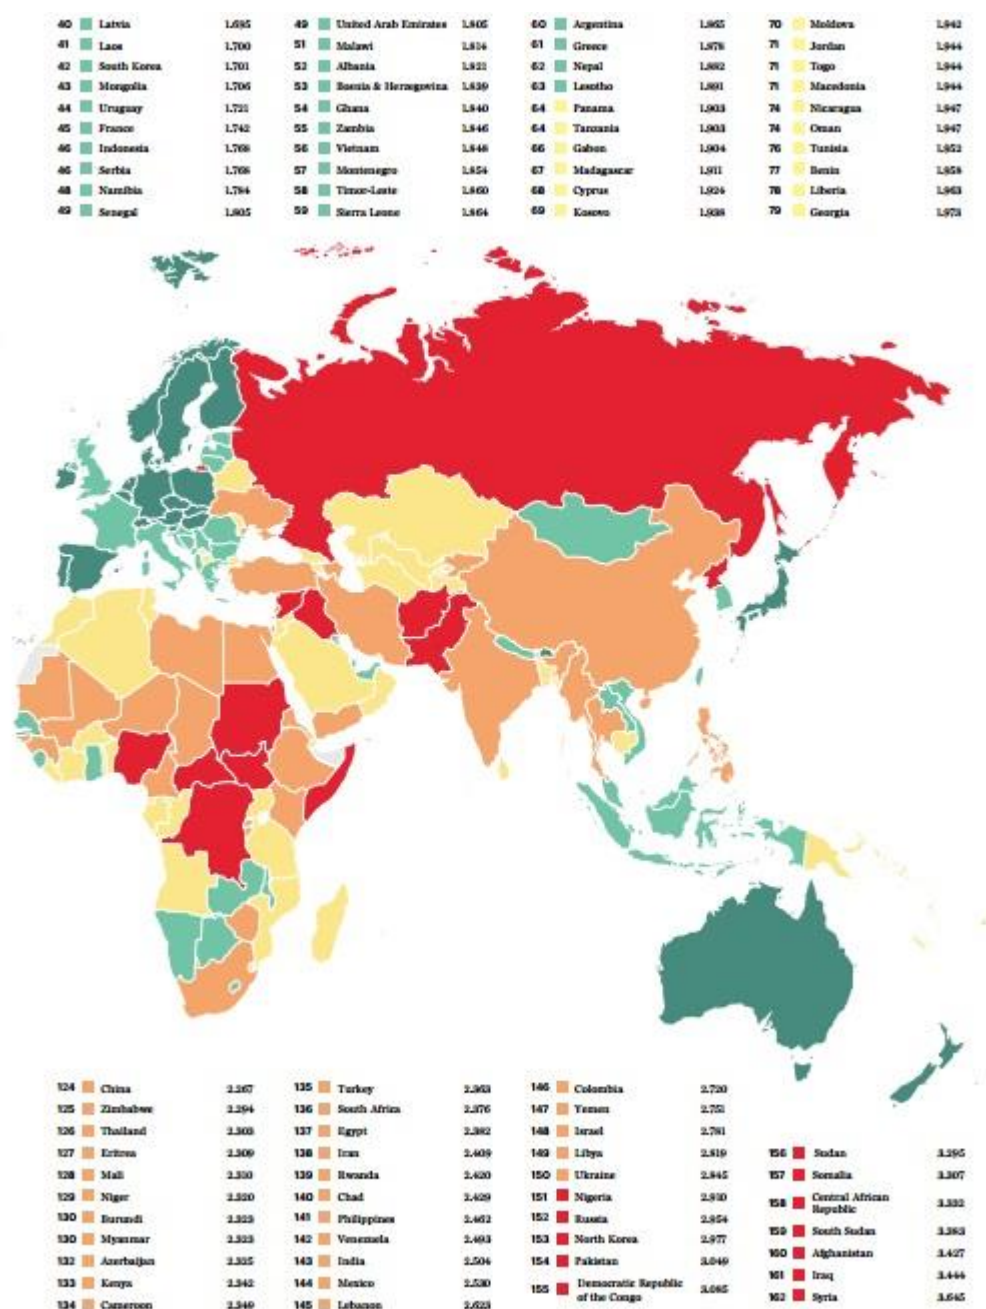 40 Latvia 1.695
41 Laos 1.700
42 South Korea 1.701
43 Mongolia 1.706
44 Uruguay 1.721
45 France 1.742
46 Indonesia 1.768
46 Serbia 1.768
48 Namibia 1.784
49 Senegal 1.805
49 United Arab Emirates 1.805
51 Malawi 1.814
52 Albania 1.821
53 Bosnia & Herzegovina 1.839
54 Ghana 1.840
55 Zambia 1.846
56 Vietnam 1.848
57 Montenegro 1.854
58 Timor-Leste 1.860
59 Sierra Leone 1.864
60 Argentina 1.865
61 Greece 1.878
62 Nepal 1.882
63 Lesotho 1.891
64 Panama 1.903
64 Tanzania 1.903
66 Gabon 1.904
67 Madagascar 1.911
68 Cyprus 1.924
69 Kosovo 1.938
70 Moldova 1.942
71 Jordan 1.944
71 Togo 1.944
71 Macedonia 1.944
74 Nicaragua 1.947
74 Oman 1.947
76 Tunisia 1.952
77 Benin 1.958
78 Liberia 1.963
79 Georgia 1.973
124 China 2.267
125 Zimbabwe 2.294
126 Thailand 2.303
127 Eritrea 2.309
128 Mali 2.310
129 Niger 2.320
130 Burundi 2.323
130 Myanmar 2.323
132 Azerbaijan 2.325
133 Kenya 2.342
134 Cameroon 2.349
135 Turkey 2.363
136 South Africa 2.376
137 Egypt 2.382
138 Iran 2.409
139 Rwanda 2.420
140 Chad 2.429
141 Philippines 2.462
142 Venezuela 2.493
143 India 2.504
144 Mexico 2.530
145 Lebanon 2.623
146 Colombia 2.720
147 Yemen 2.751
148 Israel 2.781
149 Libya 2.819
150 Ukraine 2.845
151 Nigeria 2.910
152 Russia 2.954
153 North Korea 2.977
154 Pakistan 3.049
155 Democratic Republic
of the Congo 3.085
156 Sudan 3.295
157 Somalia 3.307
158 Central African
Republic 3.332
159 South Sudan 3.383
160 Afghanistan 3.427
161 Iraq 3.444
162 Syria 3.645